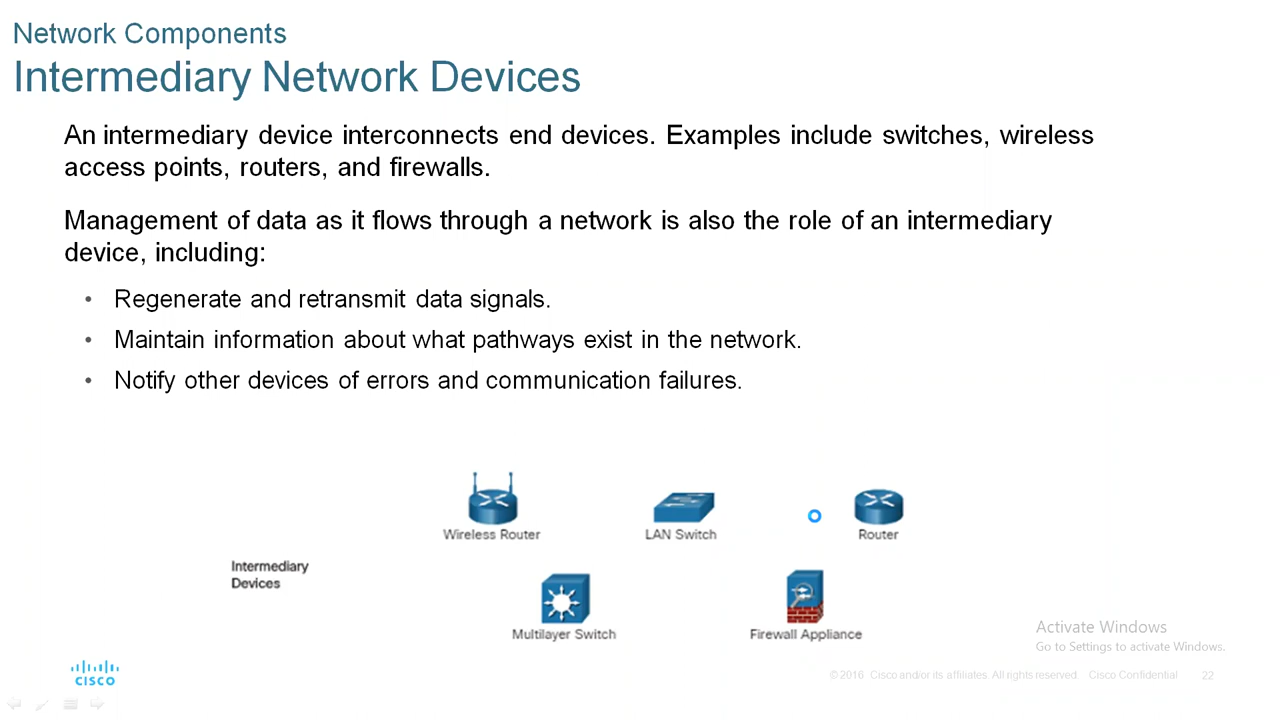 Network Components
Intermediary Network Devices
An intermediary device interconnects end devices. Examples include switches, wireless
access points, routers, and firewalls.
Management of data as it flows through a network is also the role of an intermediary
device, including:
• Regenerate and retransmit data signals.
• Maintain information about what pathways exist in the network.
• Notify other devices of errors and communication failures.
Wireless Router
LAN Switch
Router
Intermediary
Devices
Multilayer Switch
Firewall Appliance
Activate Windows
Go to Settings to activate Windows.
CISCO
© 2016 Cisco and/or its affiliates. All rights reserved. Cisco Confidential
22